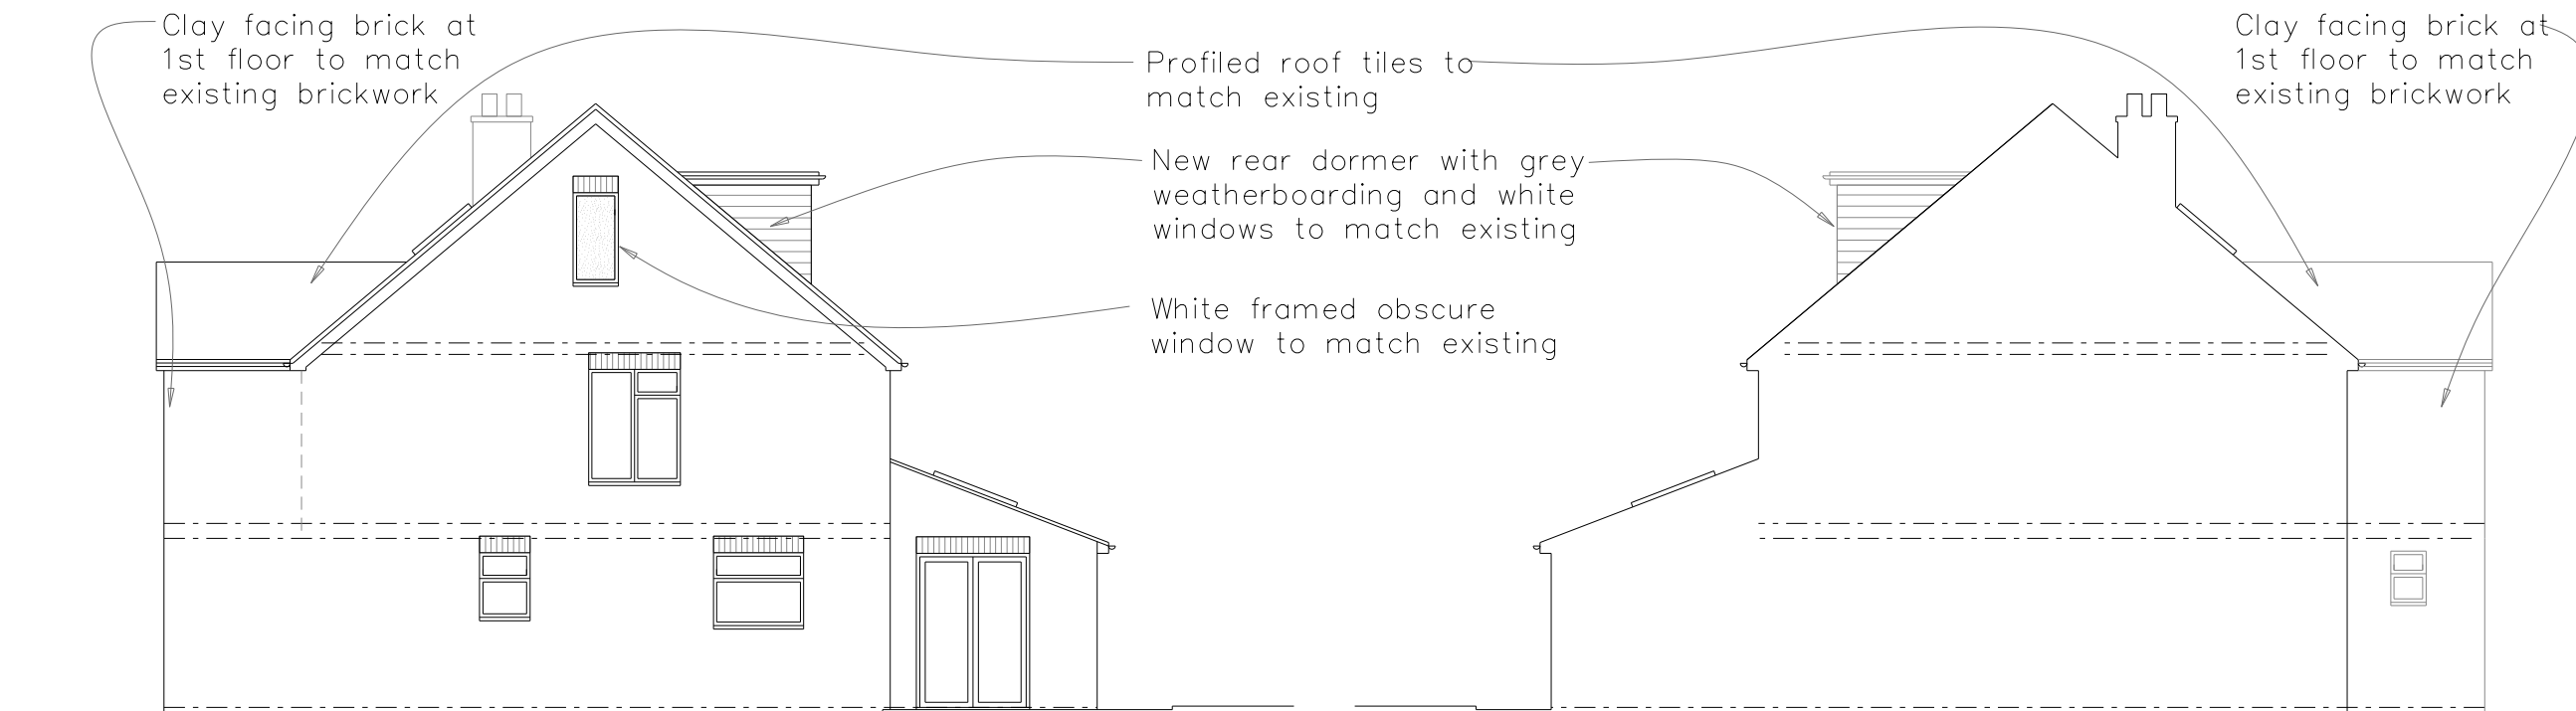 Clay facing brick at
1st floor to match
existing brickwork
Profiled roof tiles to
match existing
New rear dormer with grey
weatherboarding and white
windows to match existing
White framed obscure
window to match existing
Clay facing brick at
1st floor to match
existing brickwork